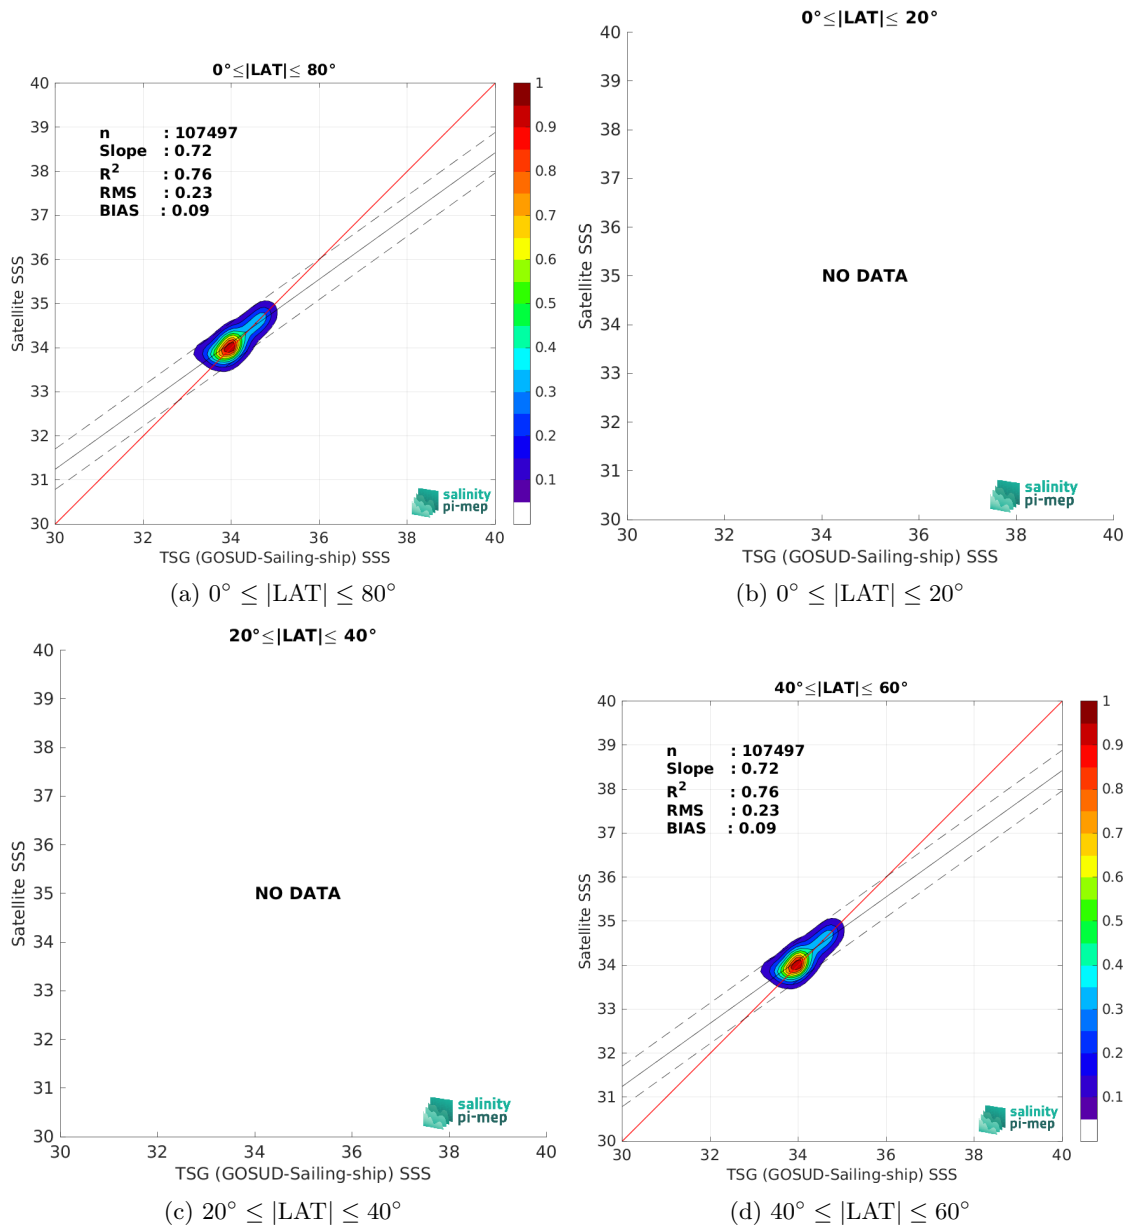 0°≤|LAT|≤ 80°
40
39
38
37
36
35
34
33
32
31
30
n : 107497
Slope : 0.72
R² : 0.76
RMS : 0.23
BIAS : 0.09
Satellite SSS
30
32
34
36
38
40
TSG (GOSUD-Sailing-ship) SSS
1
0.9
0.8
0.7
0.6
0.5
0.4
0.3
0.2
0.1
salinity
pi-mep
(a) 0° ≤ |LAT| ≤ 80°
0°≤|LAT|≤ 20°
40
39
38
37
36
35
34
33
32
31
30
Satellite SSS
NO DATA
salinity
pi-mep
30
32
34
36
38
40
TSG (GOSUD-Sailing-ship) SSS
(b) 0° ≤ |LAT| ≤ 20°
20°≤|LAT|≤ 40°
40
39
38
37
36
35
34
33
32
31
30
Satellite SSS
NO DATA
salinity
pi-mep
30
32
34
36
38
40
TSG (GOSUD-Sailing-ship) SSS
(c) 20° ≤ |LAT| ≤ 40°
40°≤|LAT|≤ 60°
40
39
38
37
36
35
34
33
32
31
30
n : 107497
Slope : 0.72
R² : 0.76
RMS : 0.23
BIAS : 0.09
Satellite SSS
30
32
34
36
38
40
TSG (GOSUD-Sailing-ship) SSS
1
0.9
0.8
0.7
0.6
0.5
0.4
0.3
0.2
0.1
salinity
pi-mep
(d) 40° ≤ |LAT| ≤ 60°